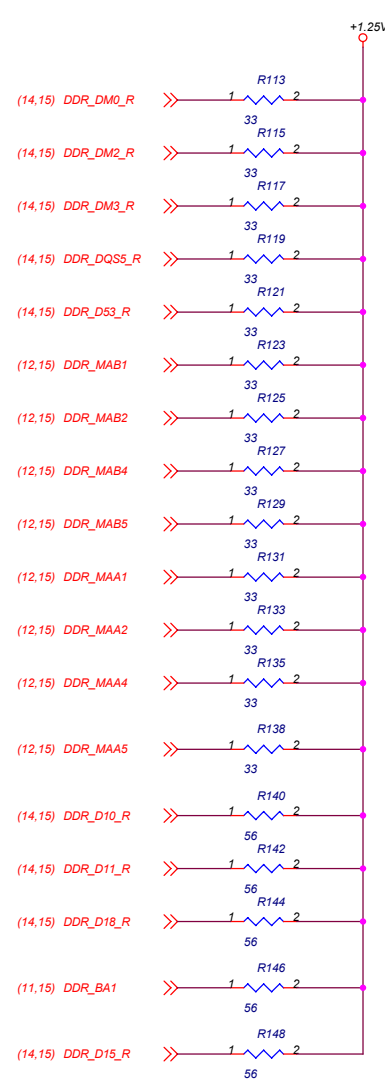 +1.25V
R113
(14,15) DDR_DM0_R 1 2
33
R115
(14,15) DDR_DM2_R 1 2
33
R117
(14,15) DDR_DM3_R 1 2
33
R119
(14,15) DDR_DQS5_R 1 2
33
R121
(14,15) DDR_D53_R 1 2
33
R123
(12,15) DDR_MAB1 1 2
33
R125
(12,15) DDR_MAB2 1 2
33
R127
(12,15) DDR_MAB4 1 2
33
R129
(12,15) DDR_MAB5 1 2
33
R131
(12,15) DDR_MAA1 1 2
33
R133
(12,15) DDR_MAA2 1 2
33
R135
(12,15) DDR_MAA4 1 2
33
R138
(12,15) DDR_MAA5 1 2
33
R140
(14,15) DDR_D10_R 1 2
56
R142
(14,15) DDR_D11_R 1 2
56
R144
(14,15) DDR_D18_R 1 2
56
R146
(11,15) DDR_BA1 1 2
56
R148
(14,15) DDR_D15_R 1 2
56